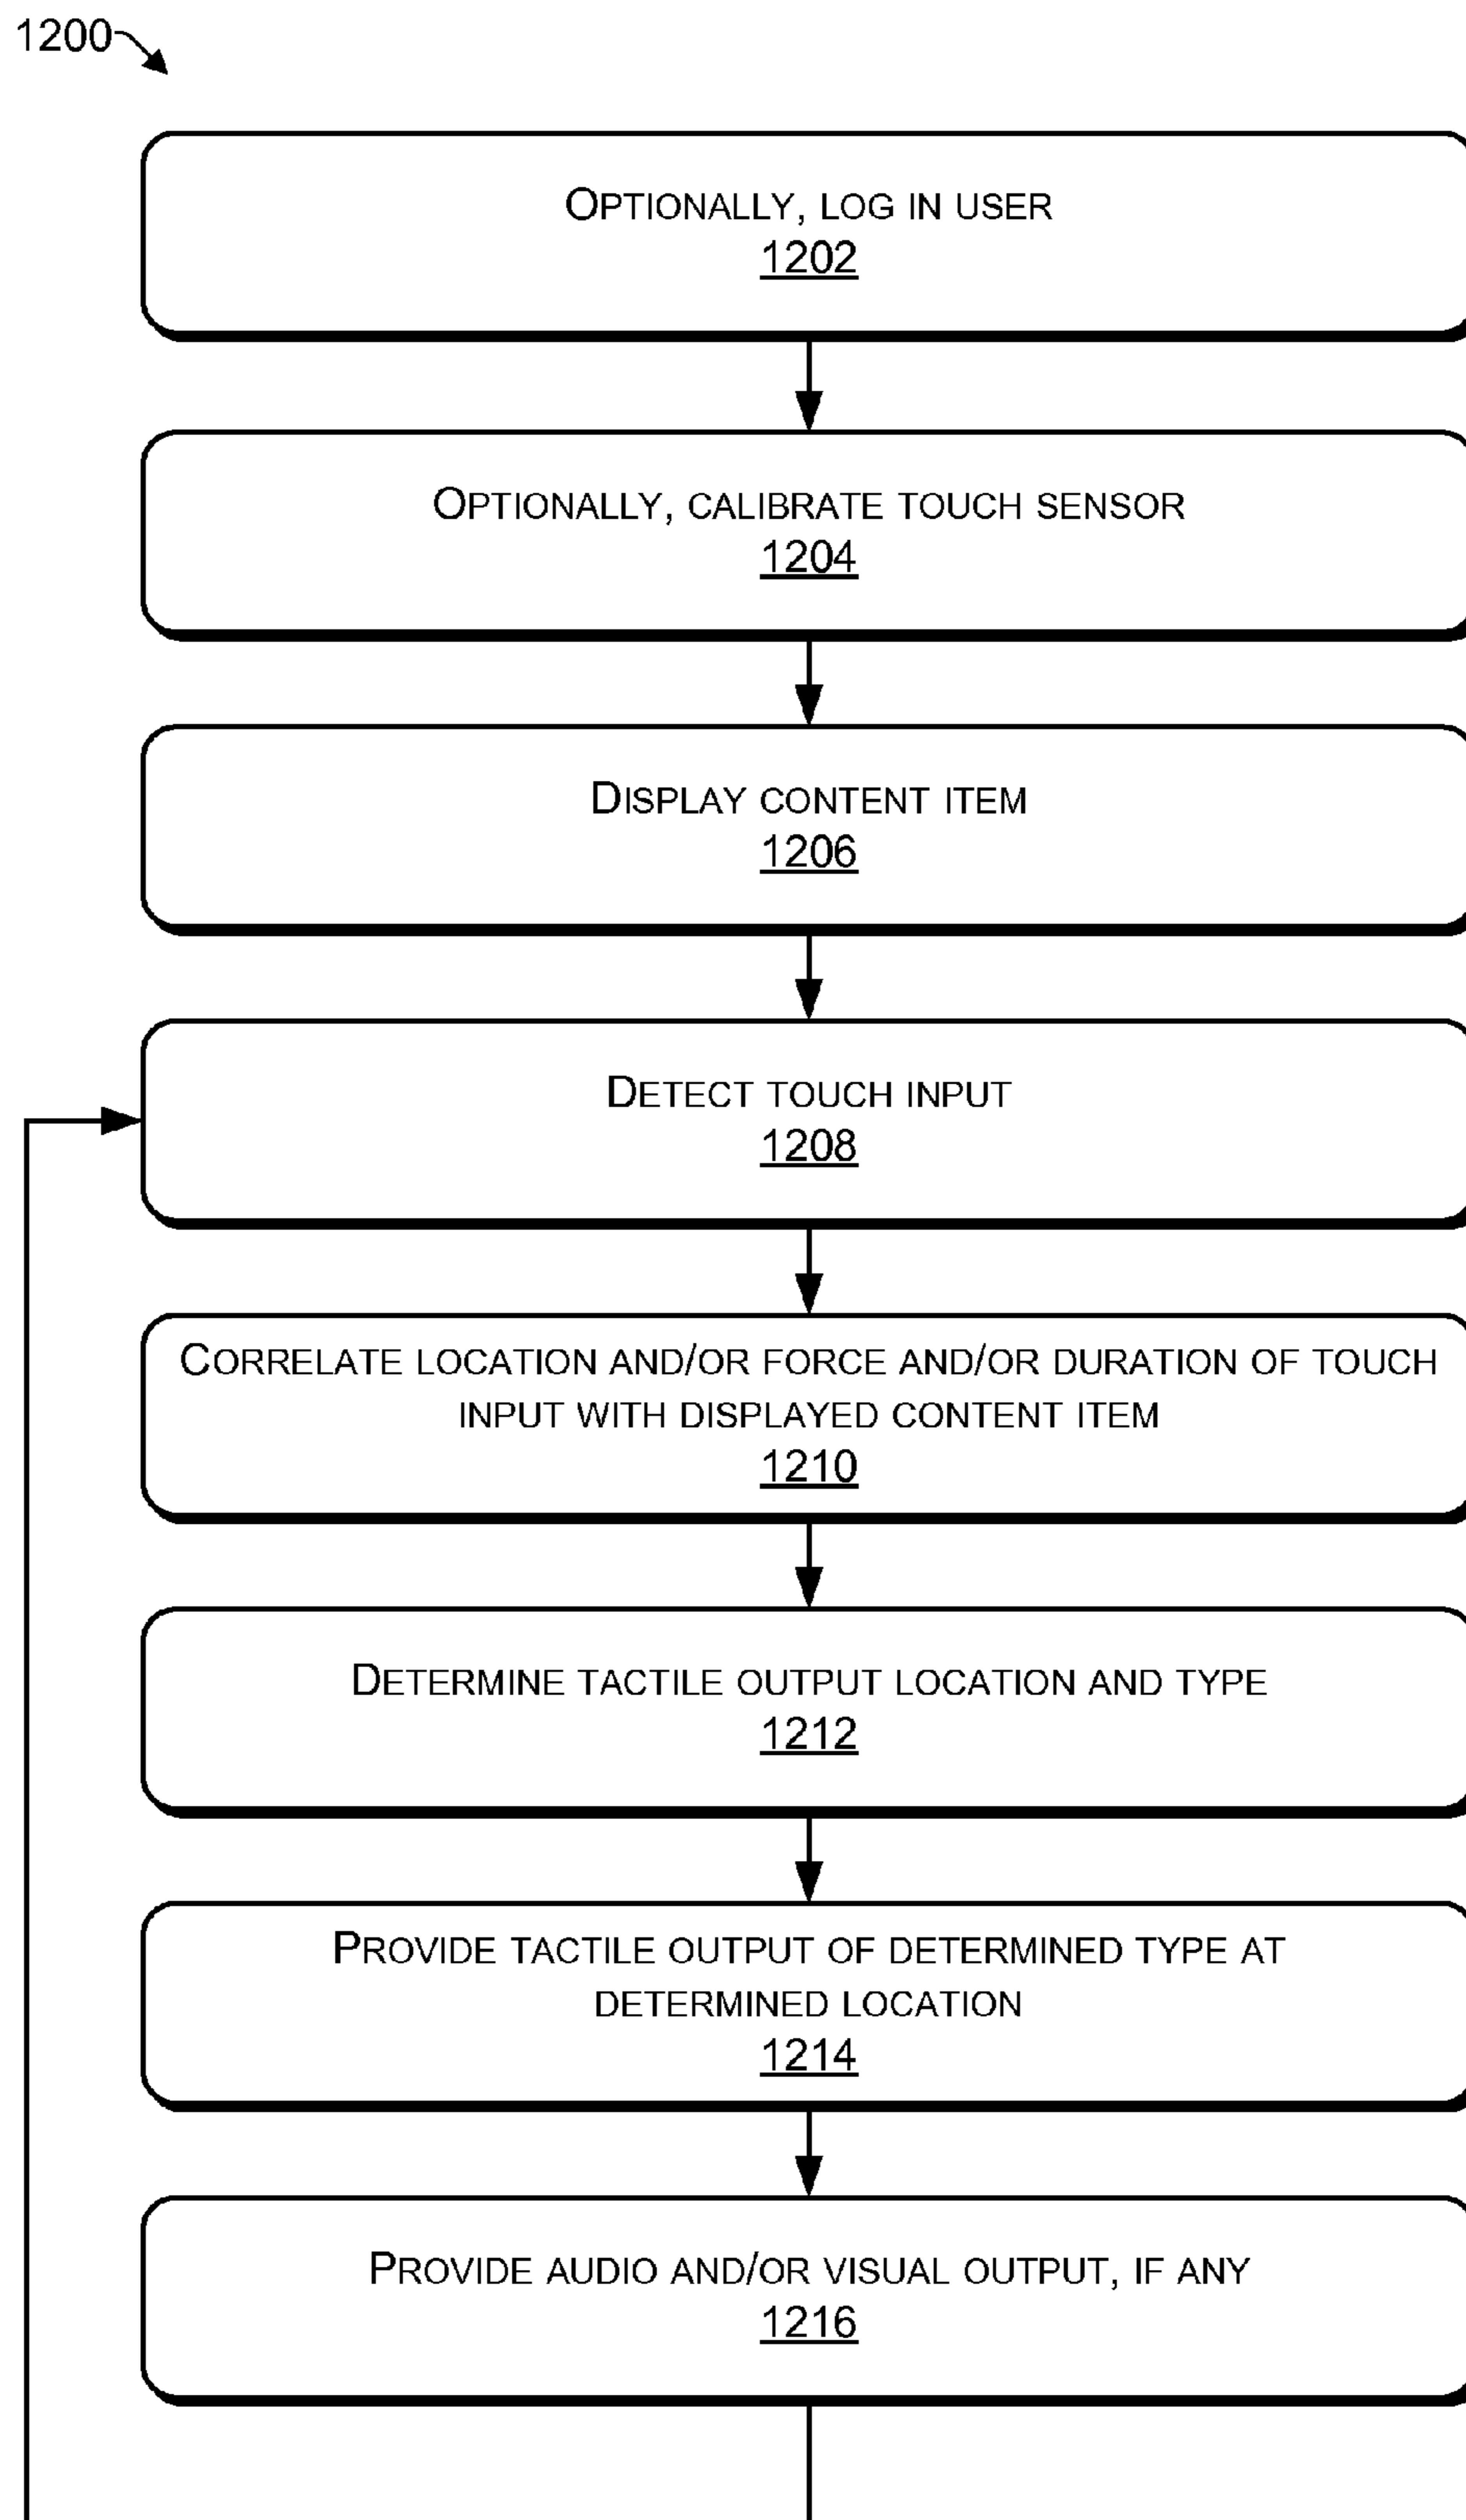 1200
OPTIONALLY, LOG IN USER
1202
OPTIONALLY, CALIBRATE TOUCH SENSOR
1204
DISPLAY CONTENT ITEM
1206
DETECT TOUCH INPUT
1208
CORRELATE LOCATION AND/OR FORCE AND/OR DURATION OF TOUCH
INPUT WITH DISPLAYED CONTENT ITEM
1210
DETERMINE TACTILE OUTPUT LOCATION AND TYPE
1212
PROVIDE TACTILE OUTPUT OF DETERMINED TYPE AT
DETERMINED LOCATION
1214
PROVIDE AUDIO AND/OR VISUAL OUTPUT, IF ANY
1216